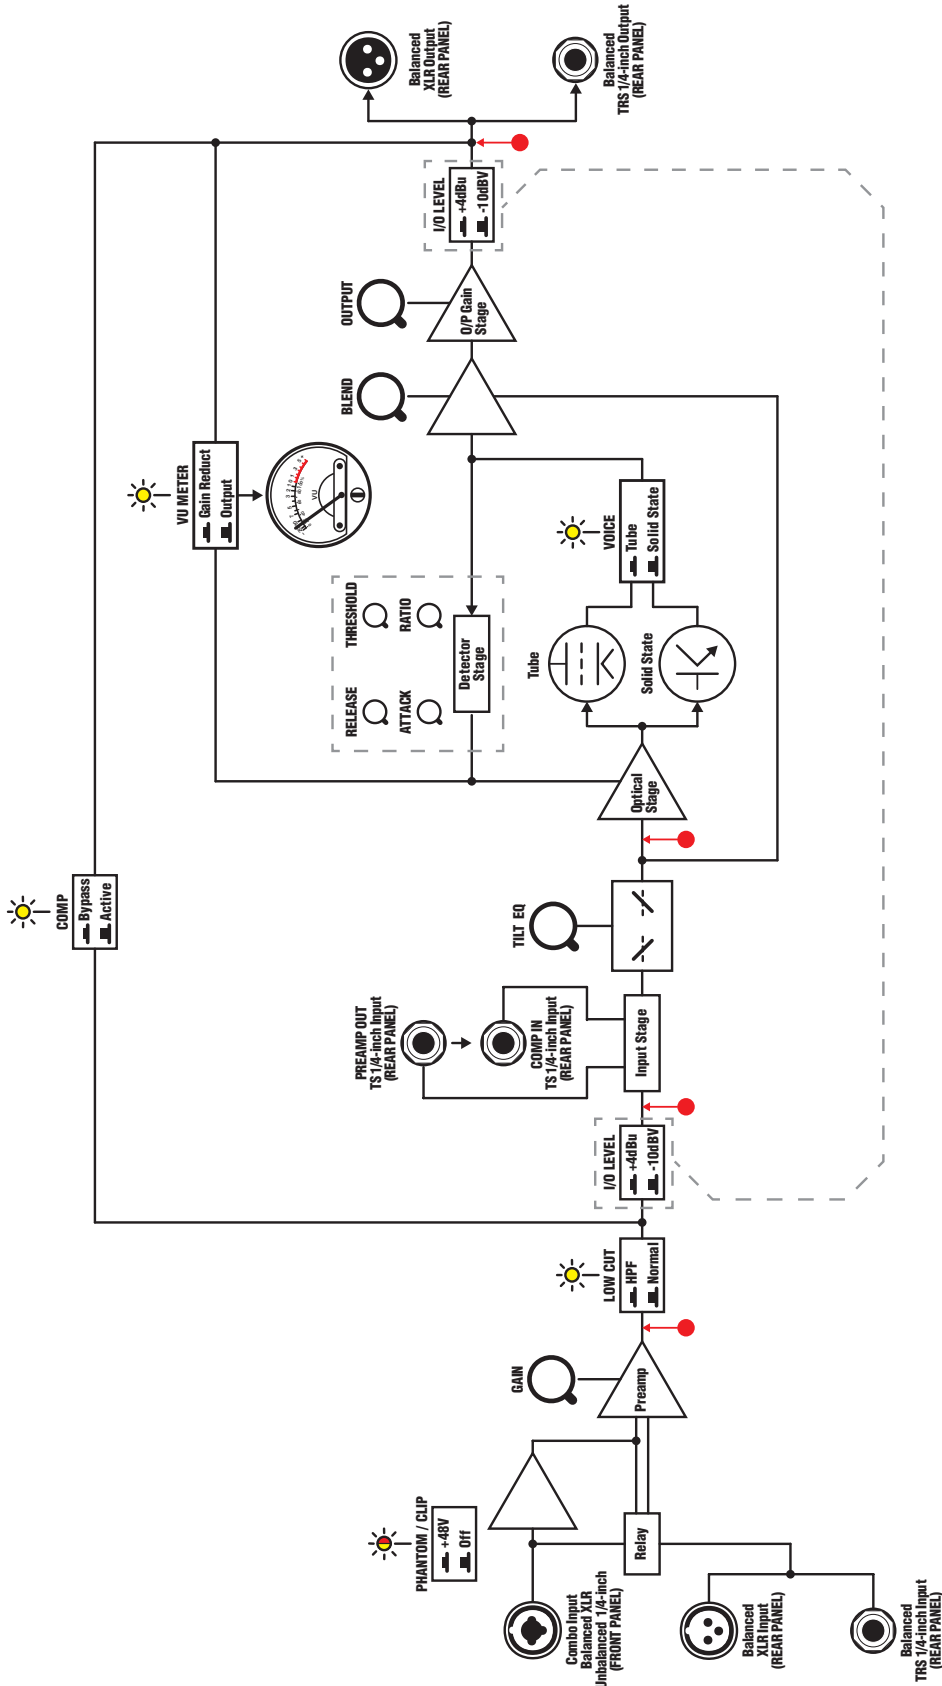 Combo Input
Balanced XLR
Unbalanced 1/4-inch
(FRONT PANEL)
Balanced
XLR Input
(REAR PANEL)
Balanced
TRS 1/4-inch Input
(REAR PANEL)
PHANTOM / CLIP
+48V
Off
Relay
GAIN
Preamp
LOW CUT
HPF
Normal
I/O LEVEL
+4dBu
-10dBV
PREAMP OUT
TS 1/4-inch Input
(REAR PANEL)
COMP IN
TS 1/4-inch Input
(REAR PANEL)
Input Stage
COMP
Bypass
Active
TILT EQ
Optical
Stage
RELEASE
THRESHOLD
ATTACK
RATIO
Detector
Stage
Tube
Solid State
VOICE
Tube
Solid State
VU METER
Gain Reduct
Output
VU
BLEND
OUTPUT
O/P Gain
Stage
I/O LEVEL
+4dBu
-10dBV
Balanced
XLR Output
(REAR PANEL)
Balanced
TRS 1/4-inch Output
(REAR PANEL)